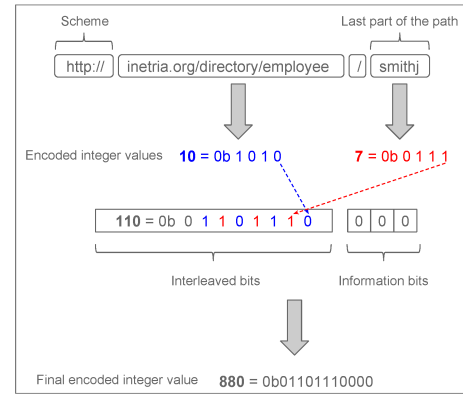 Scheme Last part of the path
http:// inetria.org/directory/employee / smithj
Encoded integer values 10 = 0b 1 0 1 0 7 = 0b 0 1 1 1
110 = 0b 0 1 1 0 1 1 1 0 0 0 0
Interleaved bits Information bits
Final encoded integer value 880 = 0b01101110000